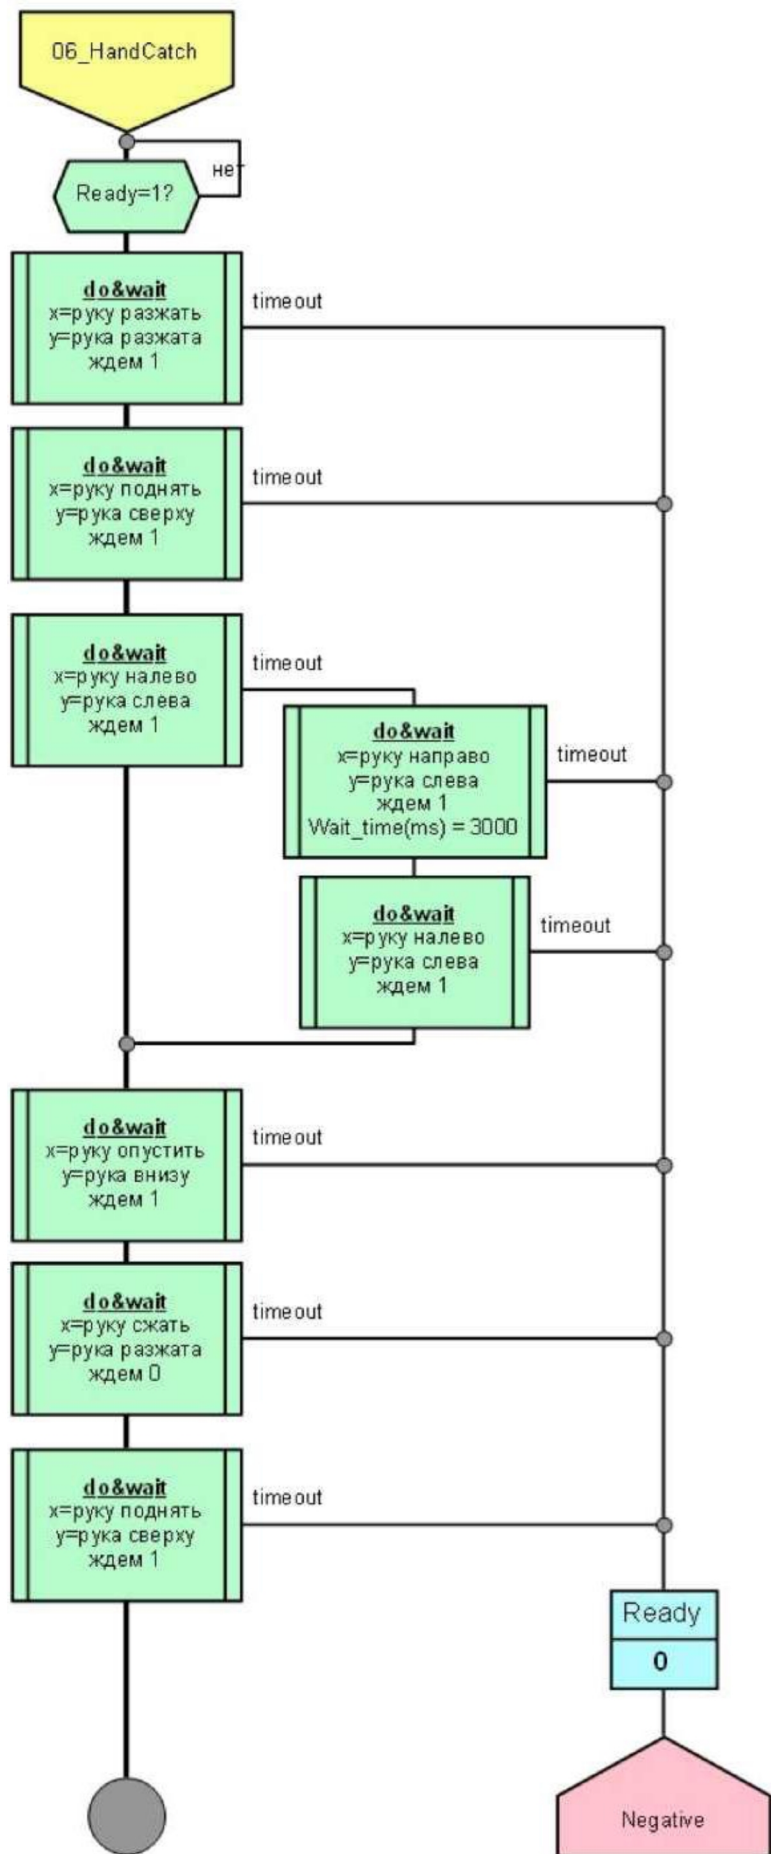 06_HandCatch
нет
Ready=1?
do&wait
x=руку разжать
y=рука разжата
ждем 1
timeout
do&wait
x=руку поднять
y=рука сверху
ждем 1
timeout
do&wait
x=руку налево
y=рука слева
ждем 1
timeout
do&wait
x=руку направо
y=рука слева
ждем 1
Wait_time(ms) = 3000
timeout
do&wait
x=руку налево
y=рука слева
ждем 1
timeout
do&wait
x=руку опустить
y=рука внизу
ждем 1
timeout
do&wait
x=руку сжать
y=рука разжата
ждем 0
timeout
do&wait
x=руку поднять
y=рука сверху
ждем 1
timeout
Ready
0
Negative